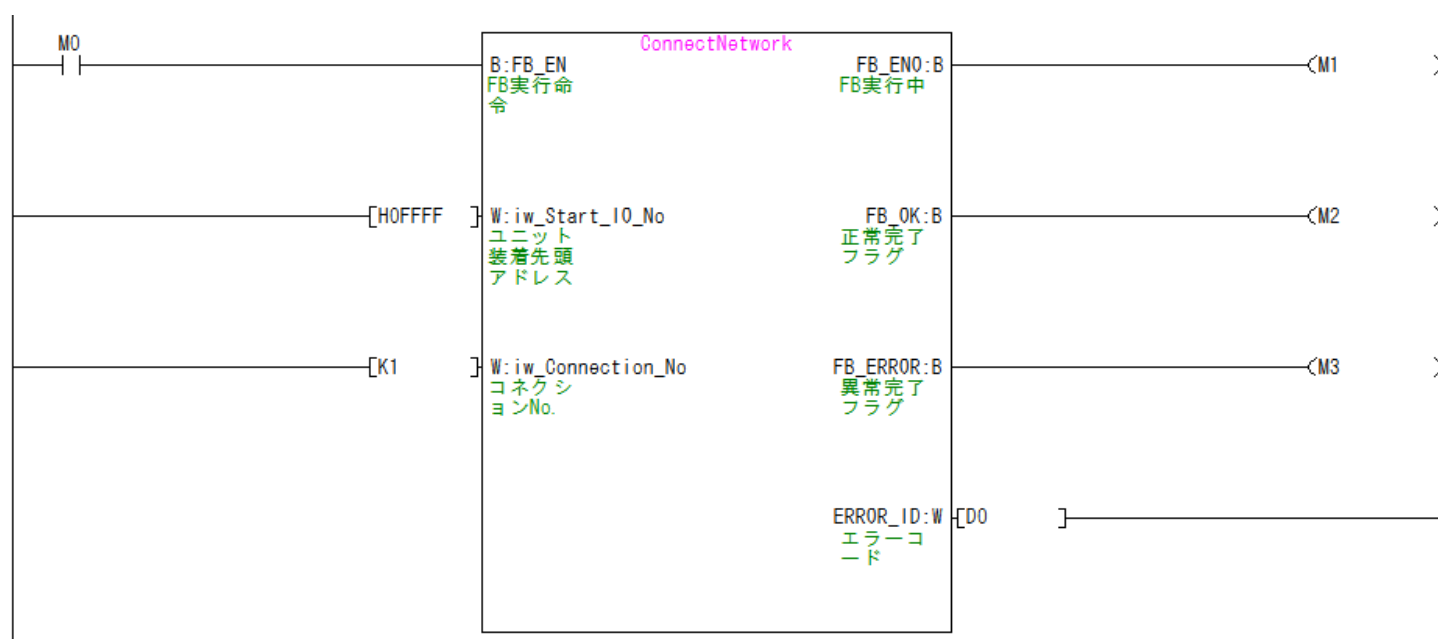 ConnectNetwork
M0
B:FB_EN
FB実行命
令
FB_ENO:B
FB実行中
M1
[H0FFFF ]
W:iw_Start_IO_No
ユニット
装着先頭
アドレス
FB_OK:B
正常完了
フラグ
M2
[K1 ]
W:iw_Connection_No
コネクシ
ョンNo.
FB_ERROR:B
異常完了
フラグ
M3
ERROR_ID:W
エラーコ
ード
[D0 ]